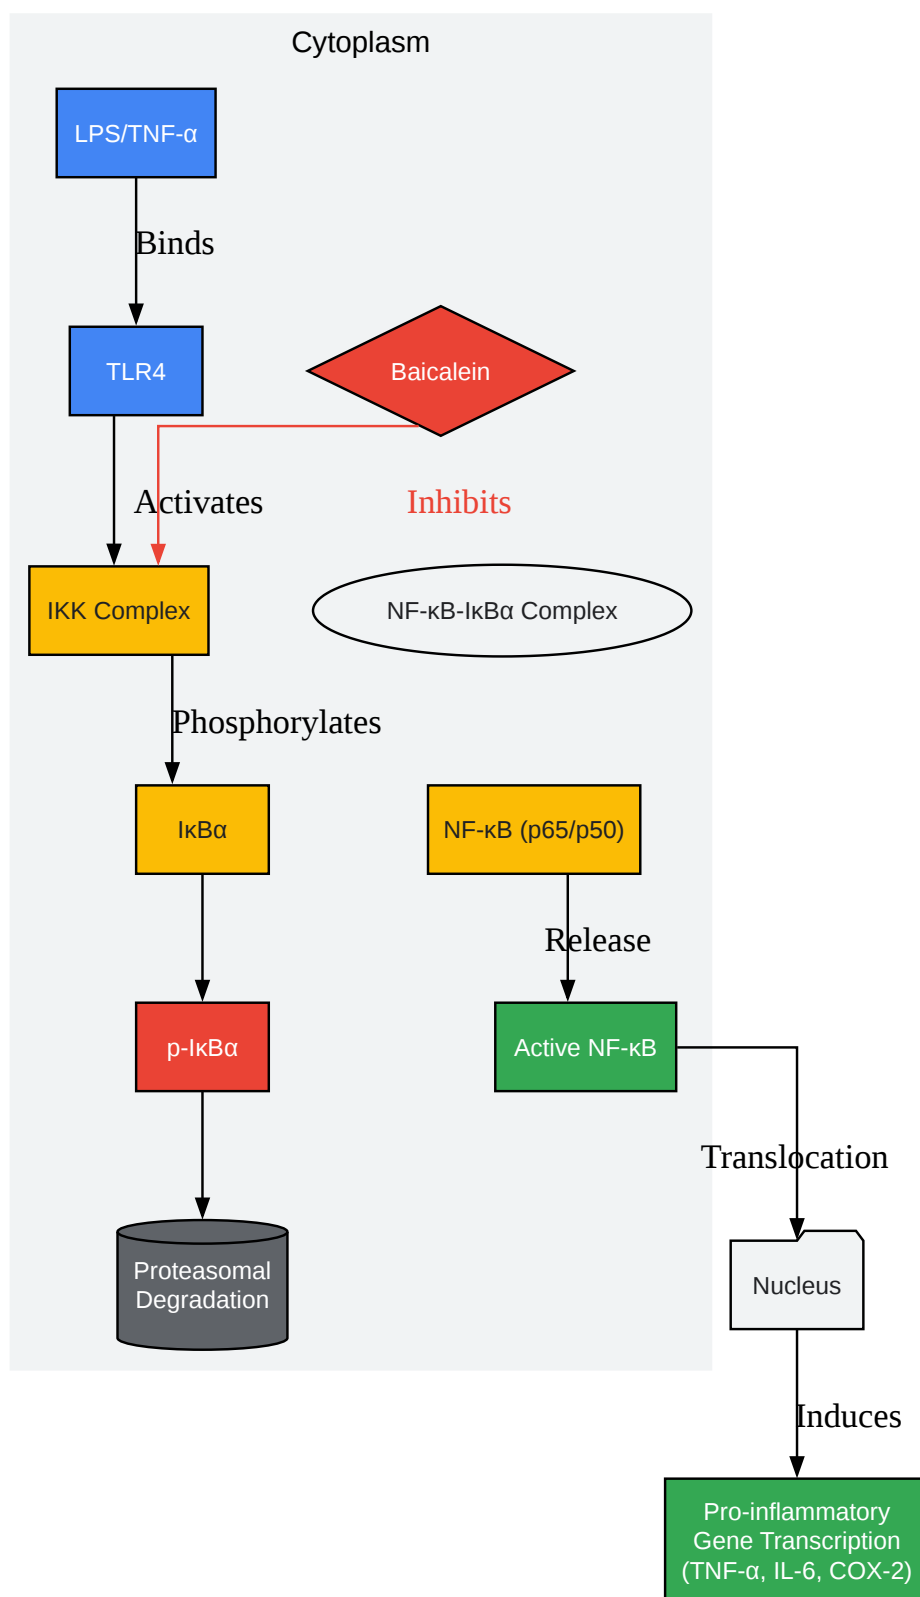 Cytoplasm
LPS/TNF-α
Binds
TLR4
Baicalein
Activates
Inhibits
IKK Complex
NF-κB-IκBα Complex
Phosphorylates
IκBα
NF-κB (p65/p50)
Release
p-IκBα
Active NF-κB
Translocation
Proteasomal
Degradation
Nucleus
Induces
Pro-inflammatory
Gene Transcription
(TNF-α, IL-6, COX-2)